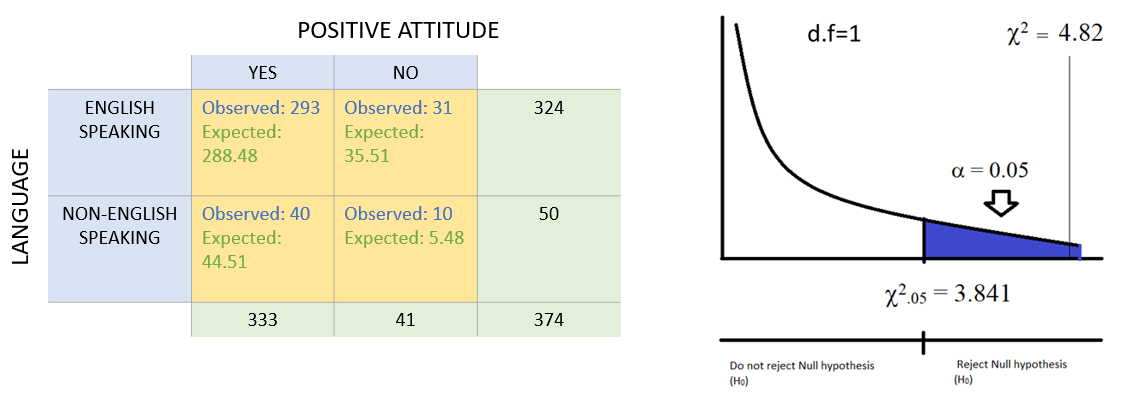 POSITIVE ATTITUDE
YES
NO
LANGUAGE
ENGLISH
SPEAKING
Observed: 293
Expected:
288.48
Observed: 31
Expected:
35.51
324
NON-ENGLISH
SPEAKING
Observed: 40
Expected:
44.51
Observed: 10
Expected: 5.48
50
333
41
374
d.f=1
χ² = 4.82
α = 0.05
χ².05 = 3.841
Do not reject Null hypothesis
(H₀)
Reject Null hypothesis
(H₀)